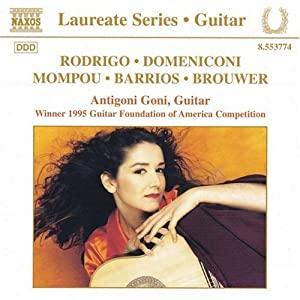 NAXOS
Laureate Series • Guitar
DDD
8.553774
RODRIGO • DOMENICONI
MOMPOU • BARRIOS • BROUWER
Antigoni Goni, Guitar
Winner 1995 Guitar Foundation of America Competition